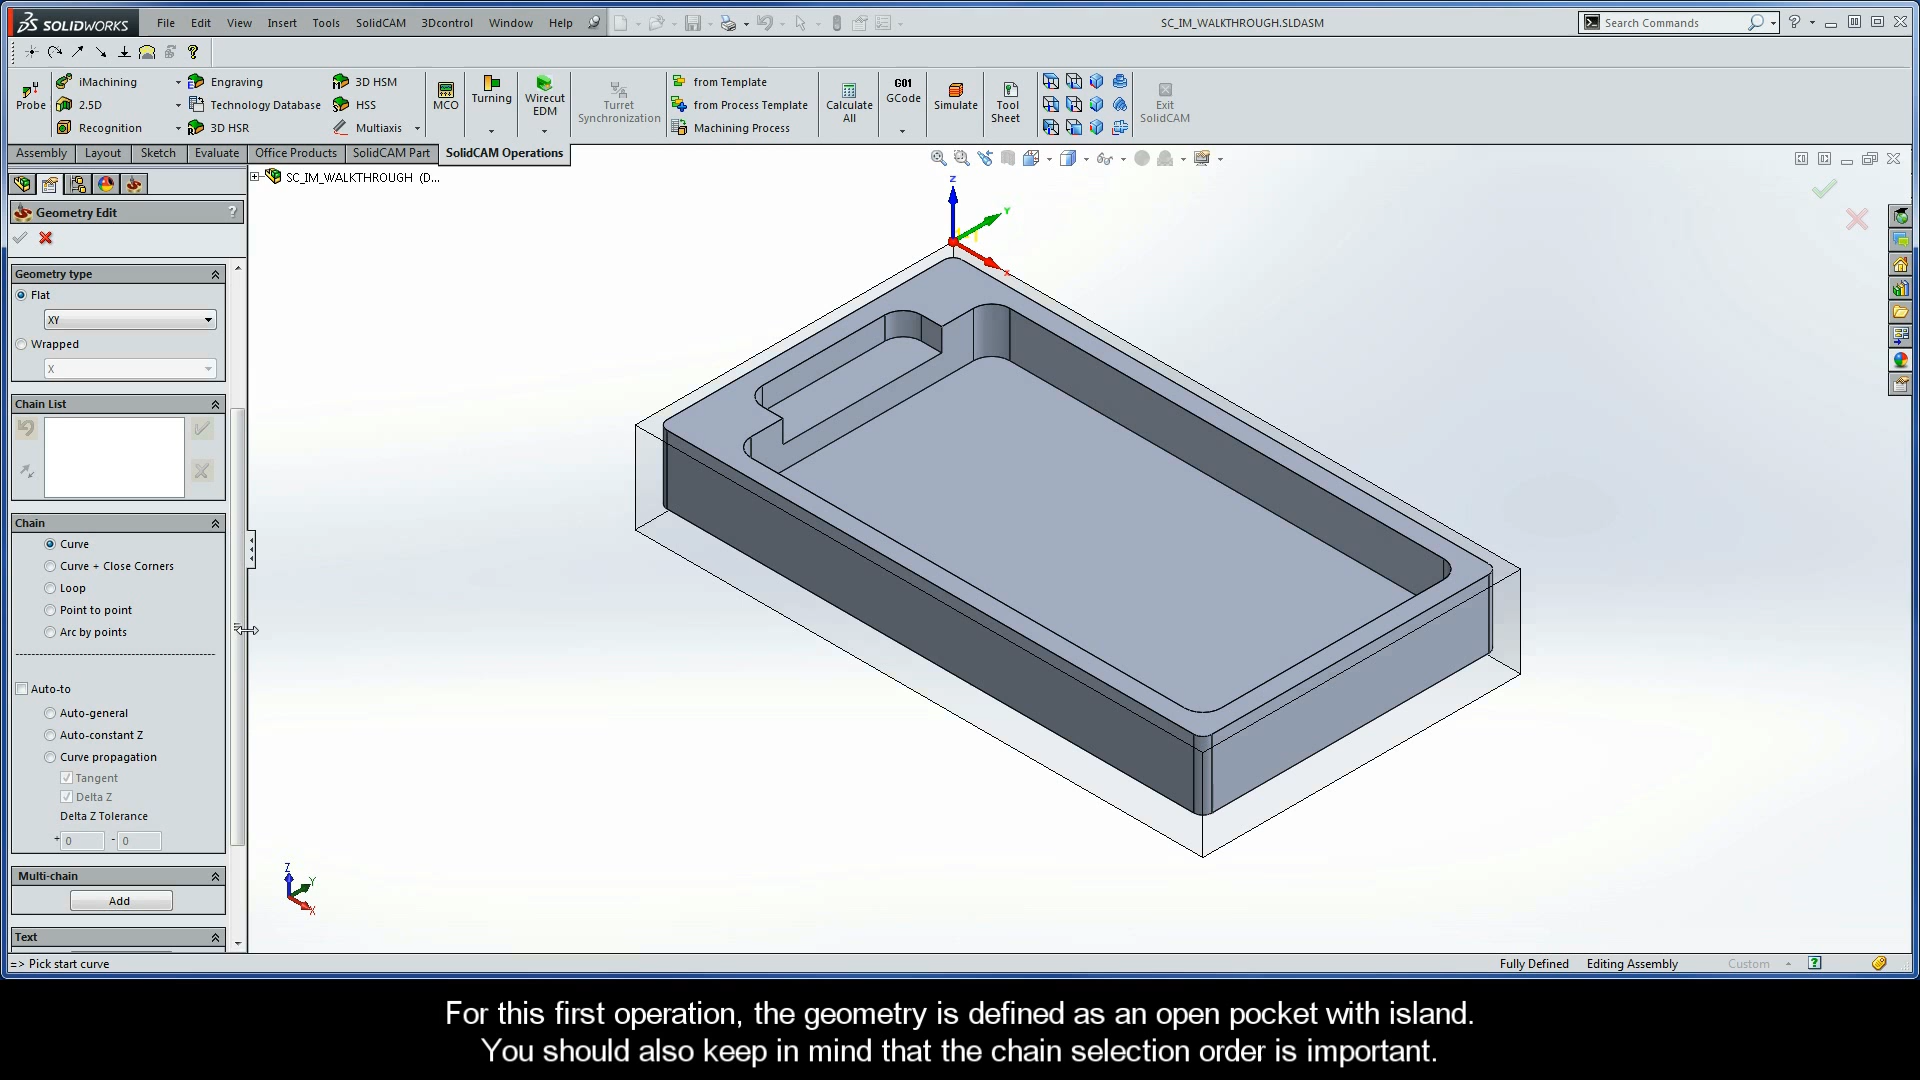 SOLIDWORKS File Edit View Insert Tools SolidCAM 3Dcontrol Window Help SC_IM_WALKTHROUGH.SLDASM Search Commands
Probe iMachining 2.5D Recognition
Engraving Technology Database 3D HSR
3D HSM HSS Multiaxis
MCO Turning Wirecut EDM Turret Synchronization
from Template from Process Template Machining Process
Calculate All G01 GCode Simulate Tool Sheet Exit SolidCAM
Assembly Layout Sketch Evaluate Office Products SolidCAM Part SolidCAM Operations
SC_IM_WALKTHROUGH (D...
Geometry Edit ?
Geometry type
Flat
XY
Wrapped
X
Chain List
Chain
Curve
Curve + Close Corners
Loop
Point to point
Arc by points
Auto-to
Auto-general
Auto-constant Z
Curve propagation
Tangent
Delta Z
Delta Z Tolerance
+ 0 - 0
Multi-chain
Add
Text
Z
Y
X
Z
Y
X
=> Pick start curve
Fully Defined Editing Assembly Custom
For this first operation, the geometry is defined as an open pocket with island.
You should also keep in mind that the chain selection order is important.